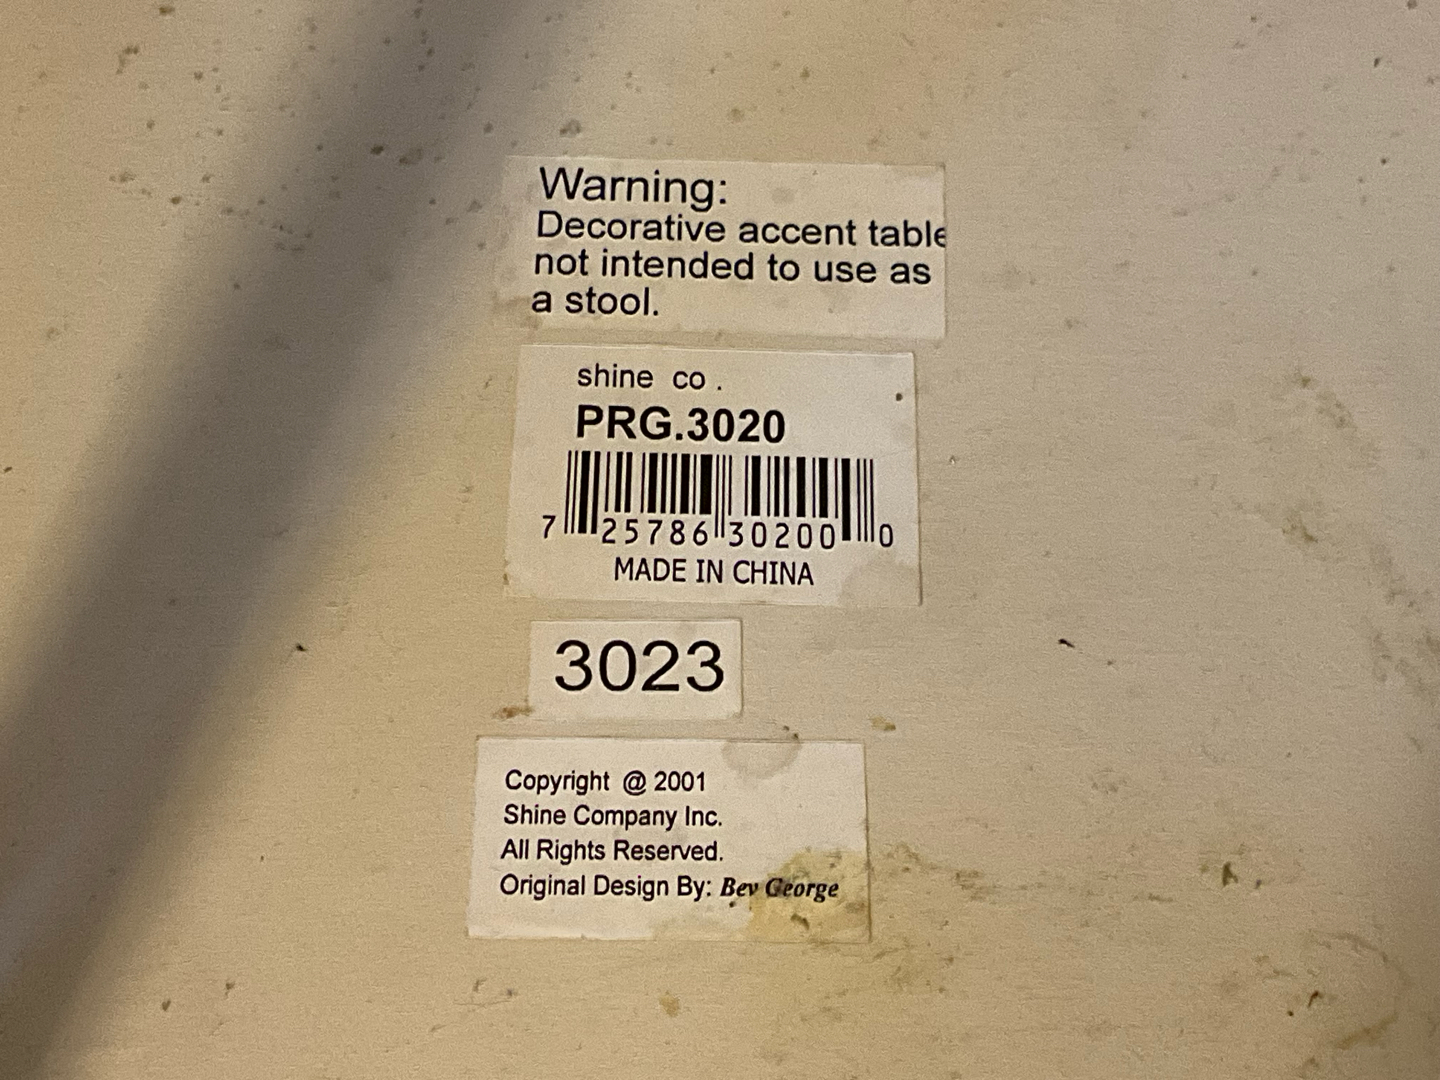 Warning:
Decorative accent table
not intended to use as
a stool.
shine co .
PRG.3020
7 25786 30200 0
MADE IN CHINA
3023
Copyright @ 2001
Shine Company Inc.
All Rights Reserved.
Original Design By: Bev George